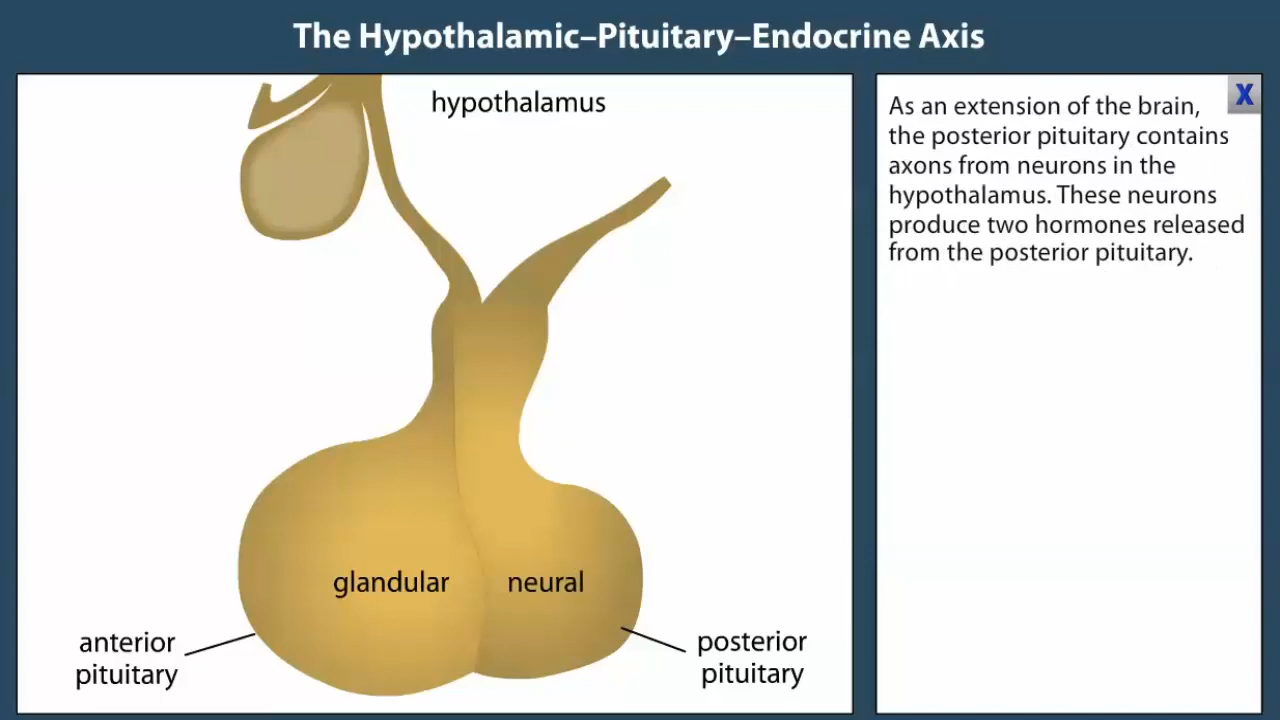 The Hypothalamic–Pituitary–Endocrine Axis
hypothalamus
glandular
neural
anterior
pituitary
posterior
pituitary
X
As an extension of the brain,
the posterior pituitary contains
axons from neurons in the
hypothalamus. These neurons
produce two hormones released
from the posterior pituitary.